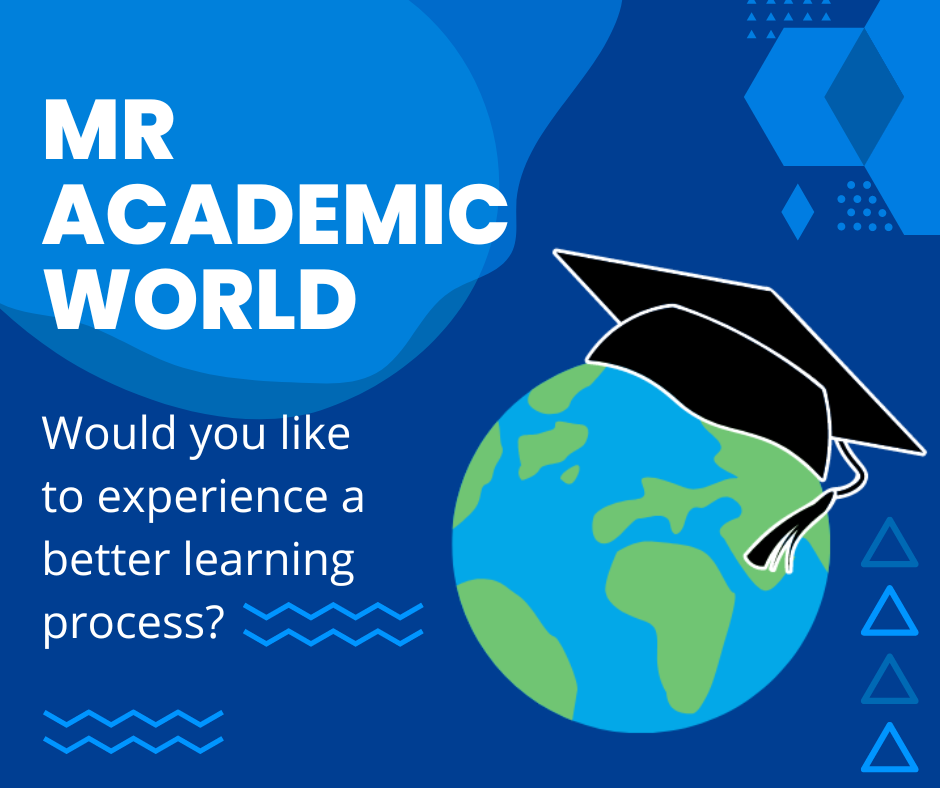 MR
ACADEMIC
WORLD
Would you like
to experience a
better learning
process?